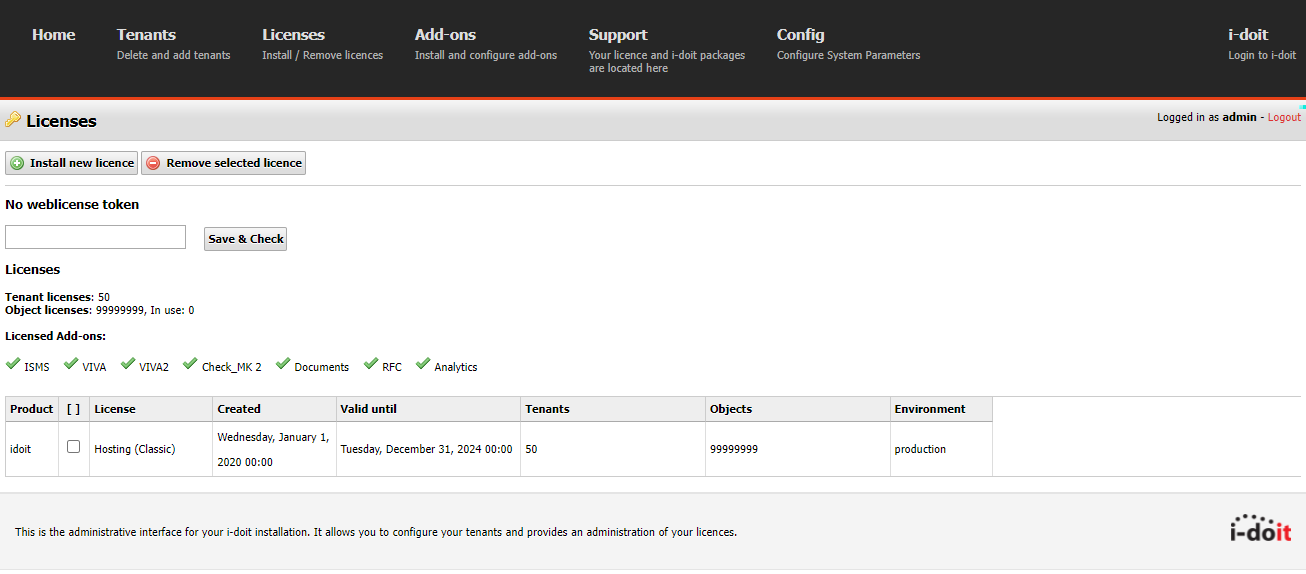 Home
Tenants
Delete and add tenants
Licenses
Install / Remove licences
Add-ons
Install and configure add-ons
Support
Your licence and i-doit packages
are located here
Config
Configure System Parameters
i-doit
Login to i-doit
Licenses
Logged in as admin - Logout
Install new licence
Remove selected licence
No weblicense token
Save & Check
Licenses
Tenant licenses: 50
Object licenses: 99999999, In use: 0
Licensed Add-ons:
ISMS VIVA VIVA2 Check_MK 2 Documents RFC Analytics
Product [ ] License Created Valid until Tenants Objects Environment
idoit Hosting (Classic) Wednesday, January 1,
2020 00:00 Tuesday, December 31, 2024 00:00 50 99999999 production
This is the administrative interface for your i-doit installation. It allows you to configure your tenants and provides an administration of your licences.
i-doit